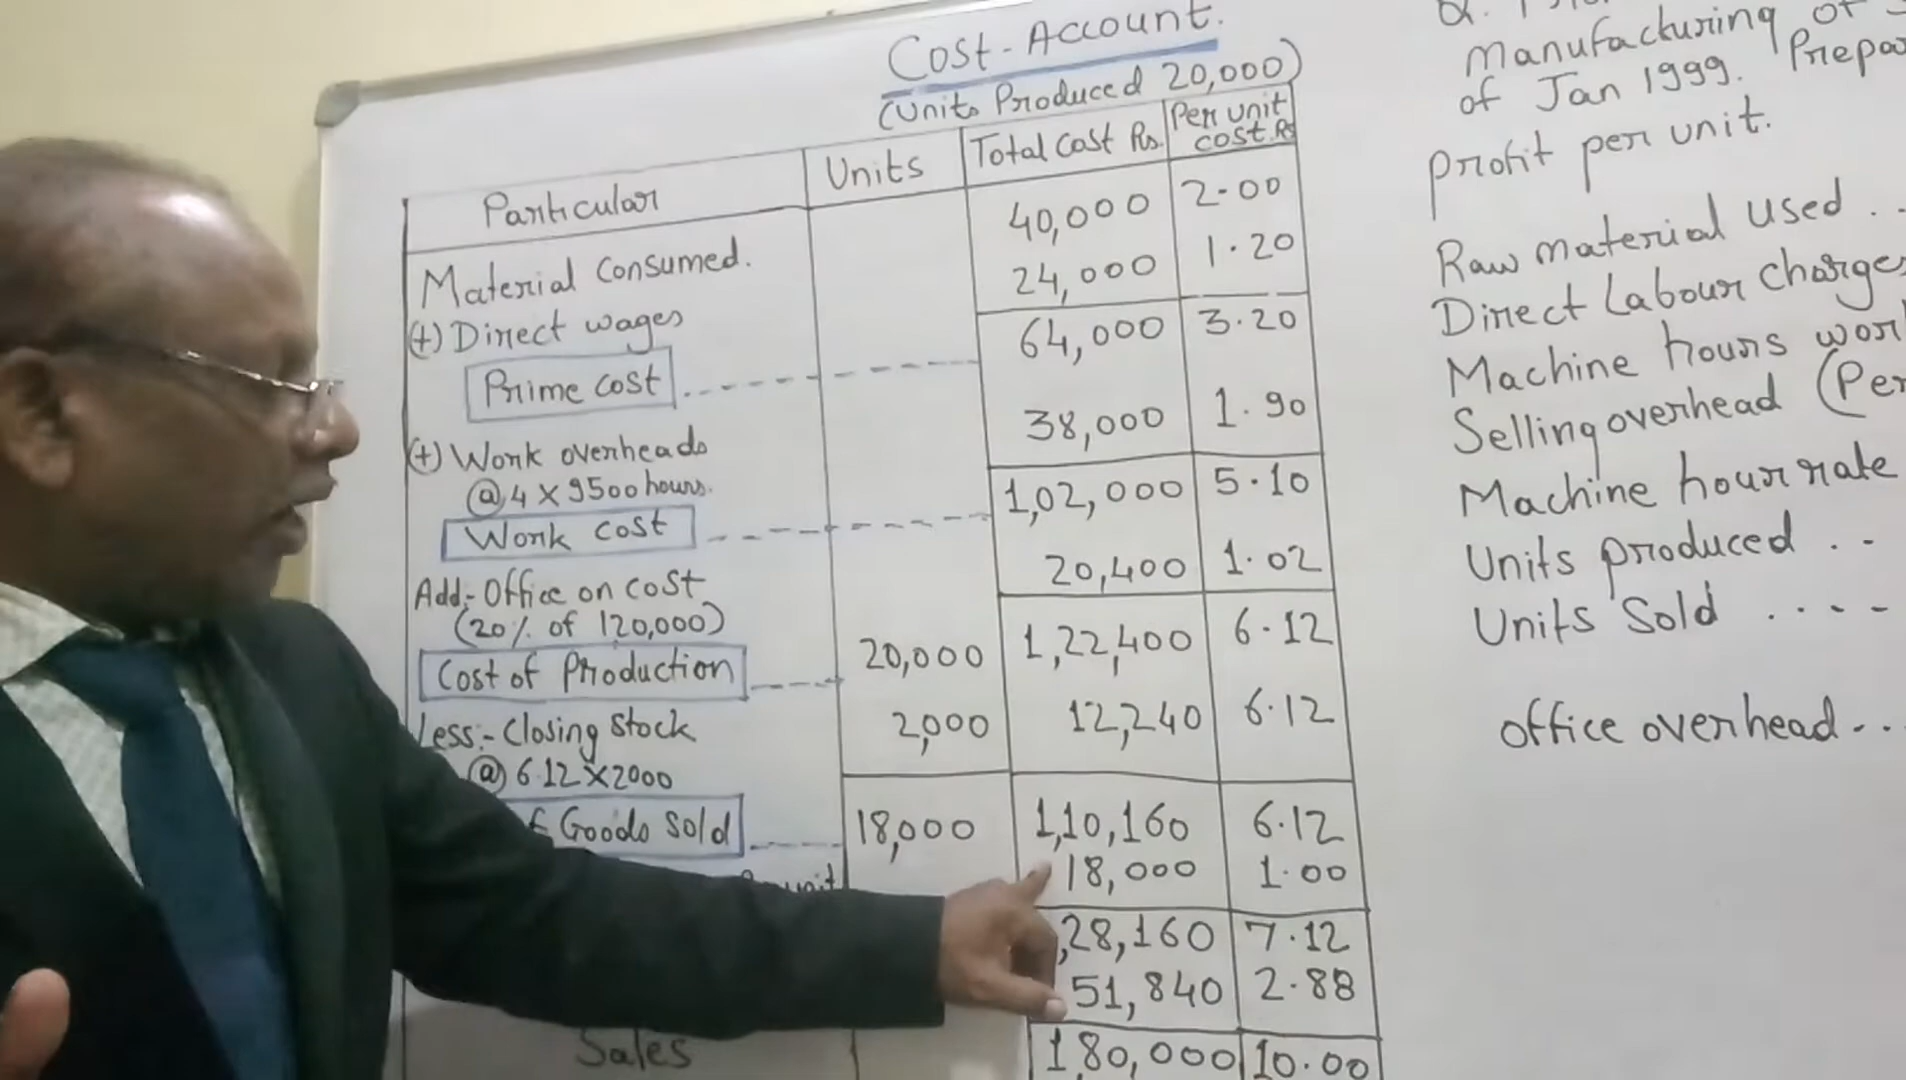 Cost-Account.
(Units Produced 20,000)
Particular Units Total Cost Rs. Per unit cost. Rs
Material Consumed. 40,000 2.00
(+) Direct wages 24,000 1.20
Prime cost 64,000 3.20
(+) Work overheads 38,000 1.90
@ 4 X 9500 hours.
Work cost 1,02,000 5.10
Add:- Office on cost 20,400 1.02
(20% of 120,000)
Cost of Production 20,000 1,22,400 6.12
Less:- Closing stock 2,000 12,240 6.12
@ 6.12 X 2000
Goods sold 18,000 1,10,160 6.12
unit 18,000 1.00
,28,160 7.12
51,840 2.88
Sales 1,80,000 10.00
Q.
manufacturing of
of Jan 1999. Prepa
profit per unit.
Raw material used ..
Direct Labour charges
Machine hours wor
Selling overhead (Per
Machine hour rate
Units produced ..
Units Sold ....
office overhead...